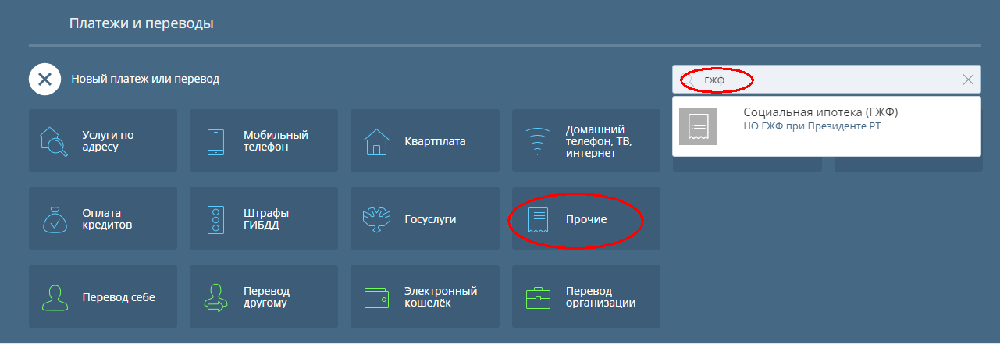 Платежи и переводы
Новый платеж или перевод
гжф
Социальная ипотека (ГЖФ)
НО ГЖФ при Президенте РТ
Услуги по
адресу
Мобильный
телефон
Квартплата
Домашний
телефон, ТВ,
интернет
Оплата
кредитов
Штрафы
ГИБДД
Госуслуги
Прочие
Перевод себе
Перевод
другому
Электронный
кошелёк
Перевод
организации